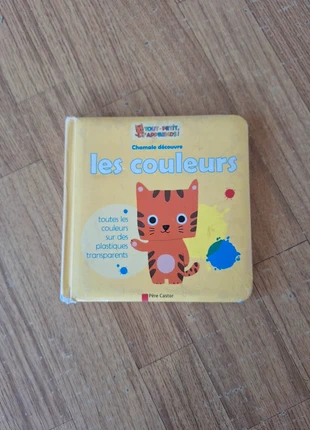 TOUT-PETIT,
J'APPRENDS!
Chamalo découvre
les couleurs
toutes les
couleurs
sur des
plastiques
transparents
Père Castor